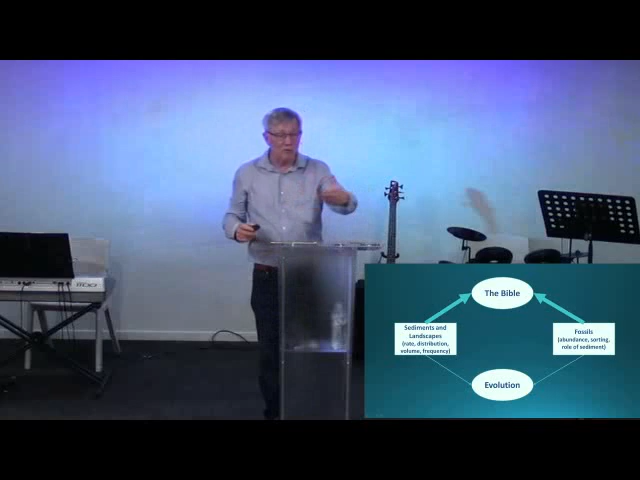 The Bible
Sediments and
Landscapes
(rate, distribution,
volume, frequency)
Fossils
(abundance, sorting,
role of sediment)
Evolution